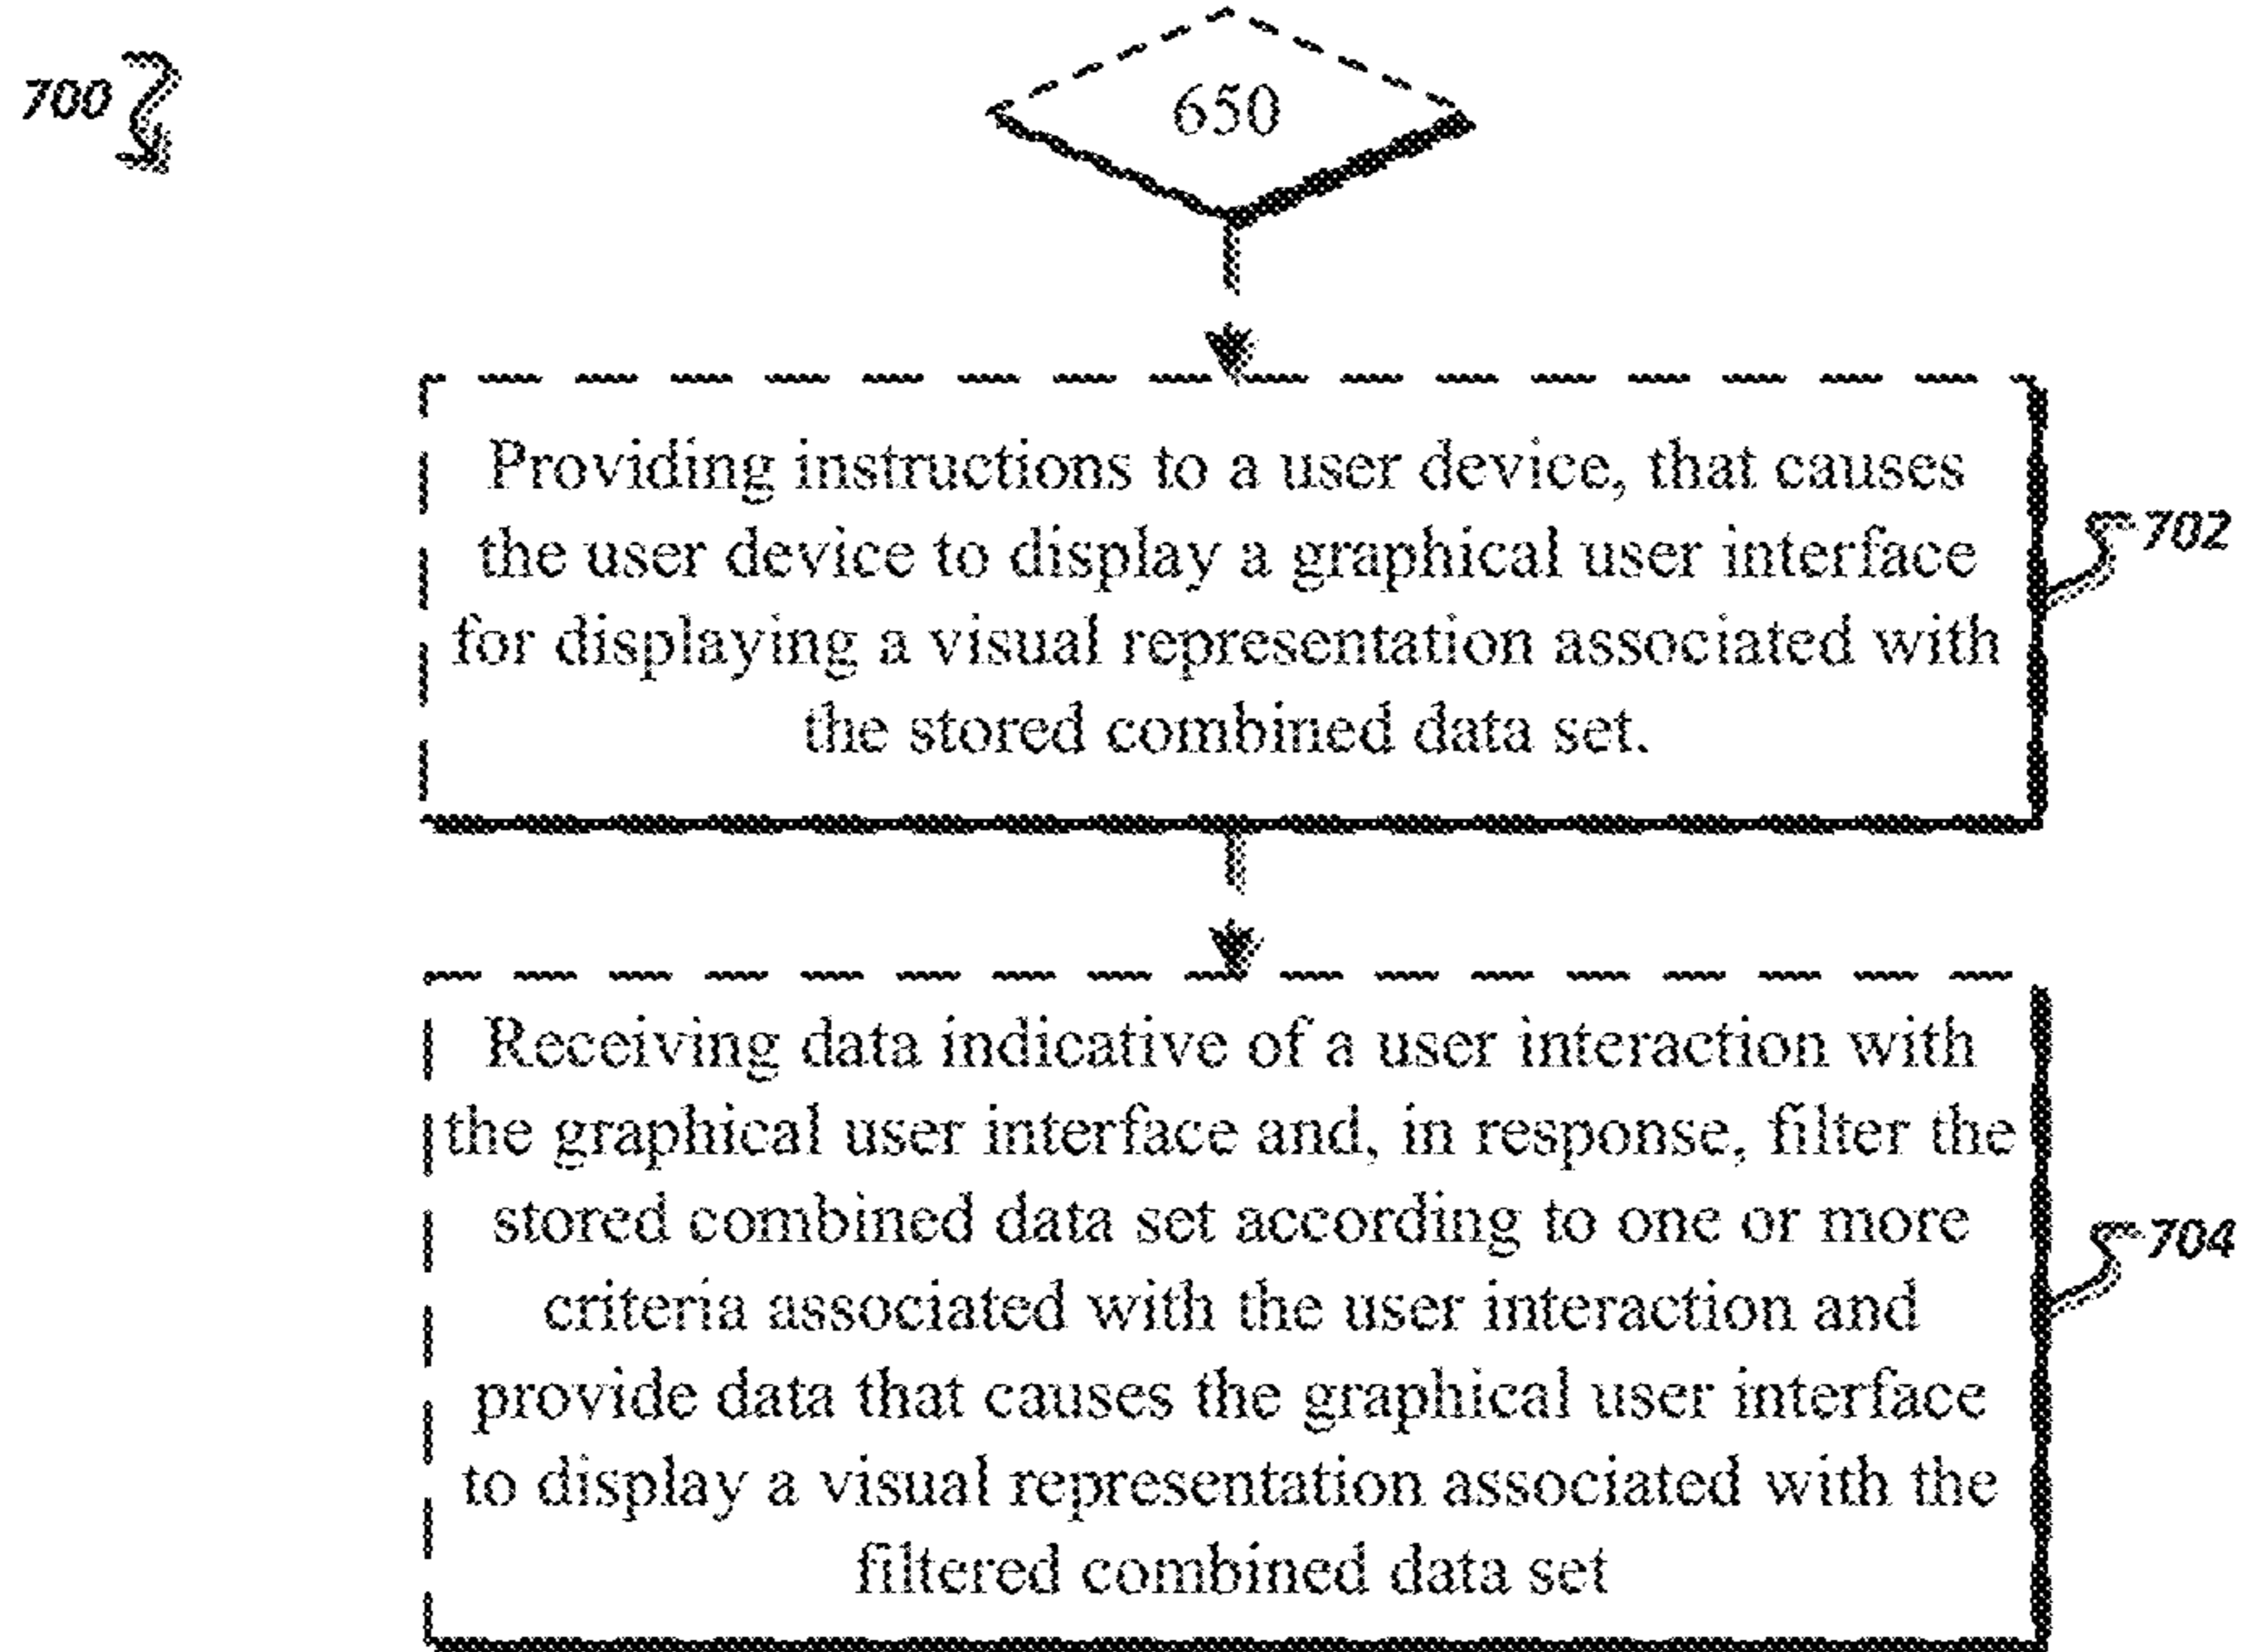 700
650
Providing instructions to a user device, that causes
the user device to display a graphical user interface
for displaying a visual representation associated with
the stored combined data set.
702
Receiving data indicative of a user interaction with
the graphical user interface and, in response, filter the
stored combined data set according to one or more
criteria associated with the user interaction and
provide data that causes the graphical user interface
to display a visual representation associated with the
filtered combined data set
704